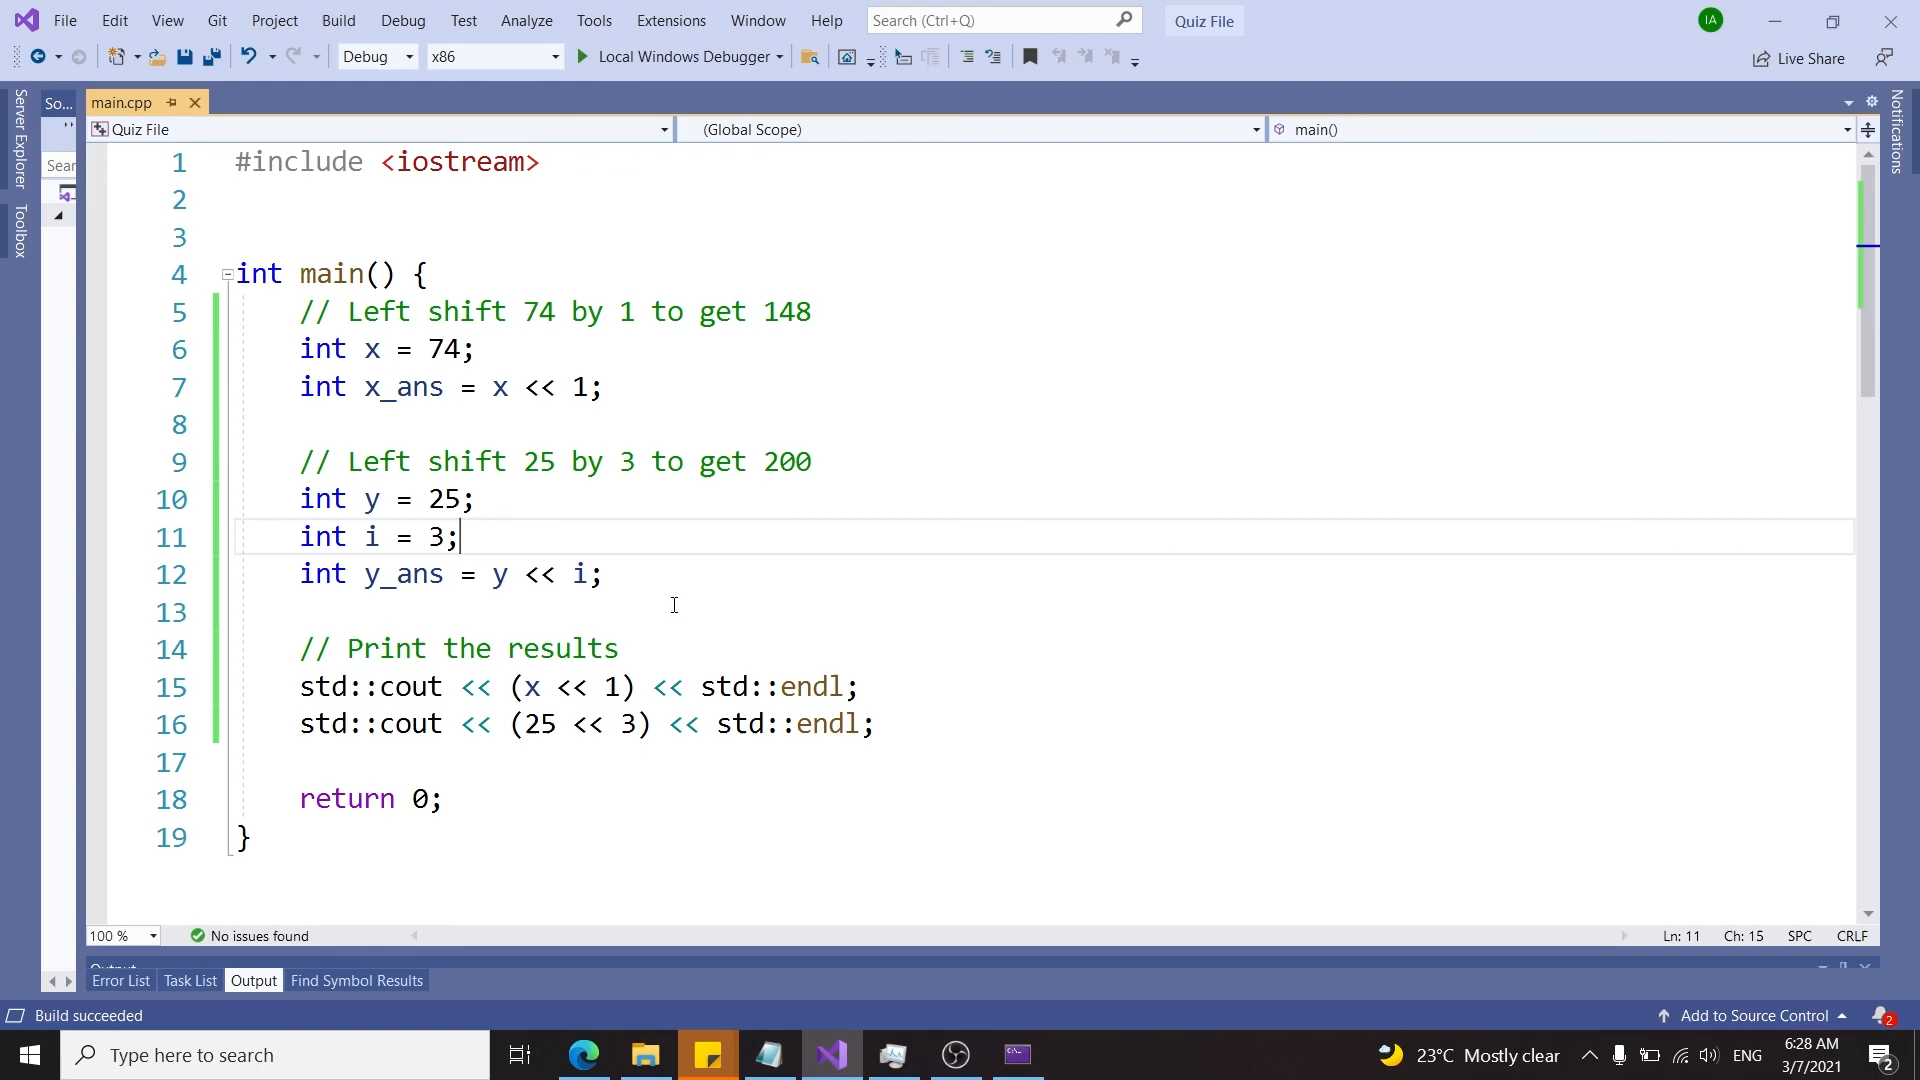 File Edit View Git Project Build Debug Test Analyze Tools Extensions Window Help Search (Ctrl+Q) Quiz File IA
Debug x86 Local Windows Debugger Live Share
Server Explorer
Toolbox
So...
Sear
main.cpp
Notifications
Quiz File (Global Scope) main()
1 #include <iostream>
2
3
4 int main() {
5 // Left shift 74 by 1 to get 148
6 int x = 74;
7 int x_ans = x << 1;
8
9 // Left shift 25 by 3 to get 200
10 int y = 25;
11 int i = 3;
12 int y_ans = y << i;
13
14 // Print the results
15 std::cout << (x << 1) << std::endl;
16 std::cout << (25 << 3) << std::endl;
17
18 return 0;
19 }
100 % No issues found Ln: 11 Ch: 15 SPC CRLF
Output
Error List Task List Output Find Symbol Results
Build succeeded Add to Source Control 2
Type here to search 23°C Mostly clear ENG 6:28 AM
3/7/2021 2